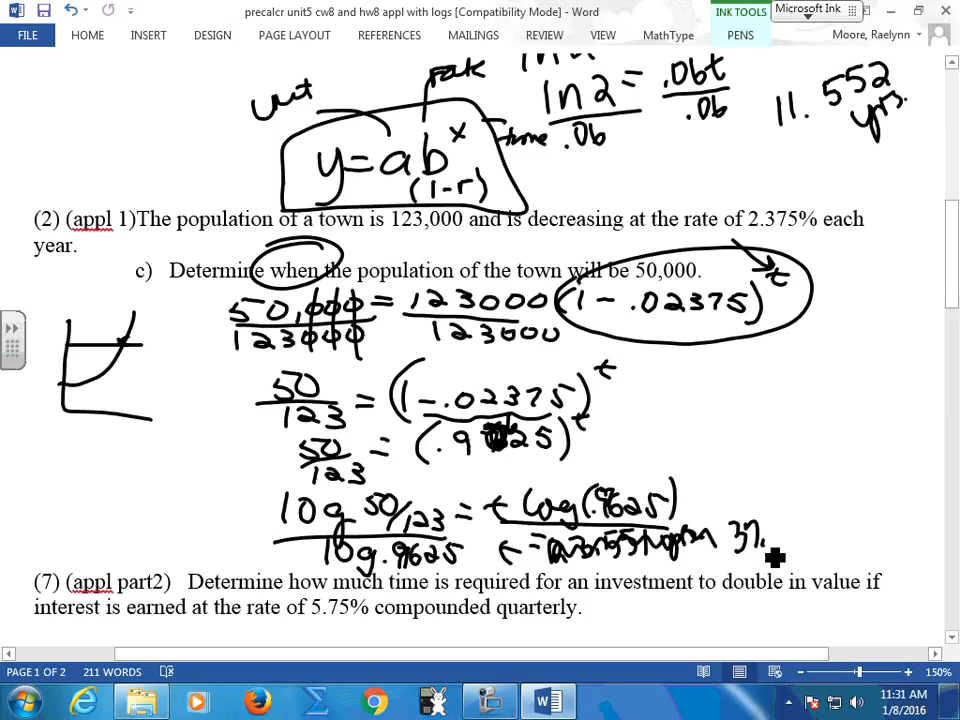 precalcr unit5 cw8 and hw8 appl with logs [Compatibility Mode] - Word
INK TOOLS
Microsoft Ink
FILE HOME INSERT DESIGN PAGE LAYOUT REFERENCES MAILINGS REVIEW VIEW MathType PENS Moore, Raelynn
rate
ln 2 = .06t
.06 .06
11.552 yrs.
y = a b^x
time
(1-r)
(2) (appl 1)The population of a town is 123,000 and is decreasing at the rate of 2.375% each
year.
c) Determine when the population of the town will be 50,000.
50,000 = 123000 (1 - .02375)^t
123000 123000
50/123 = (1 - .02375)^t
50/123 =
log 50/123 = t log(.9625)
log .9625 t =
(7) (appl part2) Determine how much time is required for an investment to double in value if
interest is earned at the rate of 5.75% compounded quarterly.
PAGE 1 OF 2 211 WORDS 150%
11:31 AM
1/8/2016